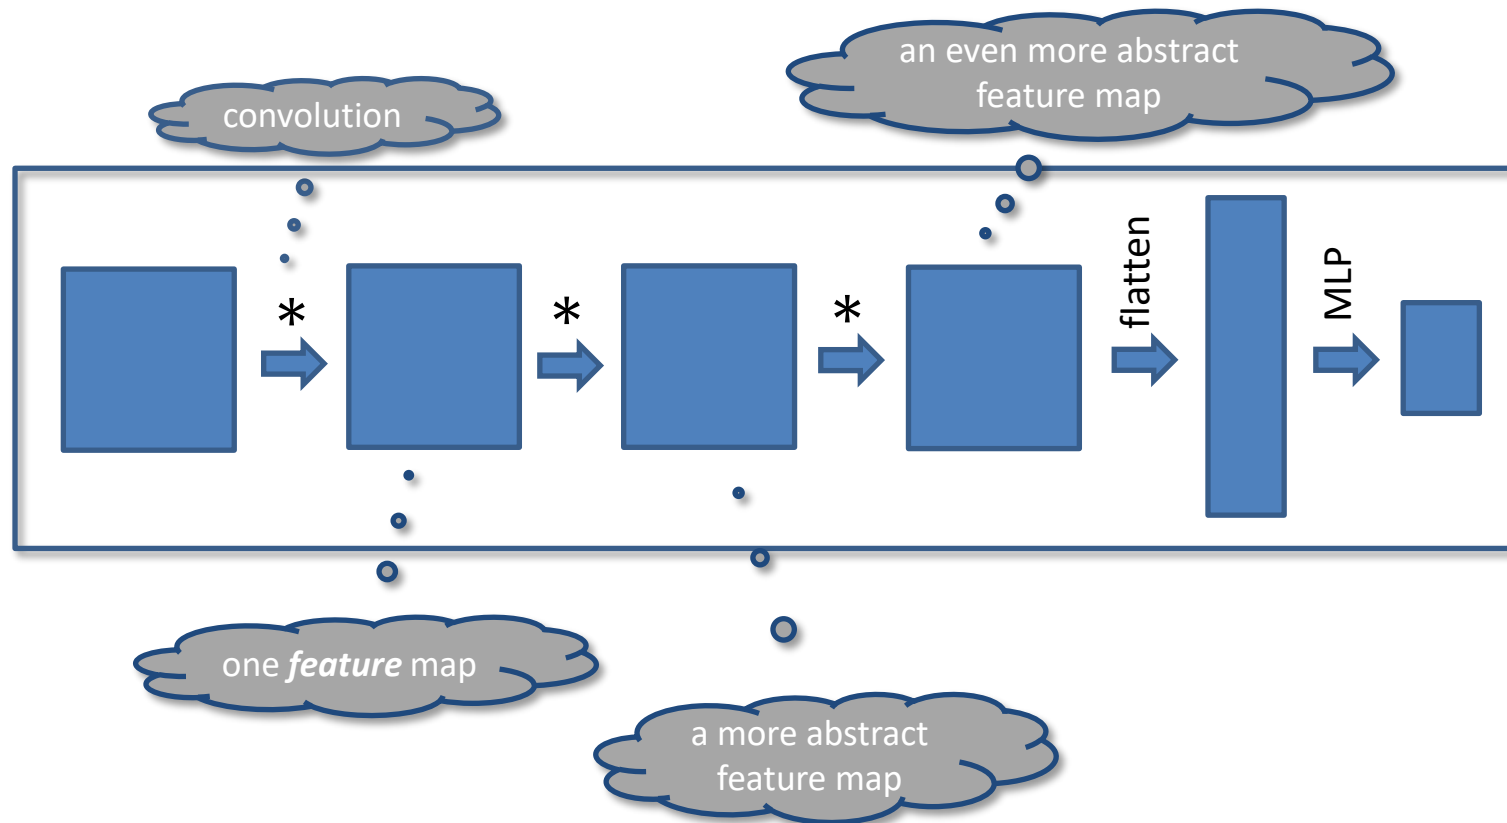 an even more abstract
feature map
convolution
*
*
*
flatten
MLP
one feature map
a more abstract
feature map